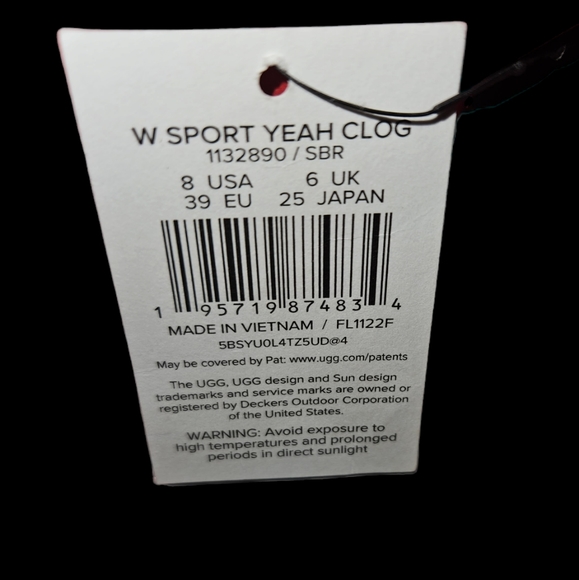 W SPORT YEAH CLOG
1132890 / SBR
8 USA 6 UK
39 EU 25 JAPAN
1 95719 87483 4
MADE IN VIETNAM / FL1122F
5BSYU0L4TZ5UD@4
May be covered by Pat: www.ugg.com/patents
The UGG, UGG design and Sun design
trademarks and service marks are owned or
registered by Deckers Outdoor Corporation
of the United States.
WARNING: Avoid exposure to
high temperatures and prolonged
periods in direct sunlight